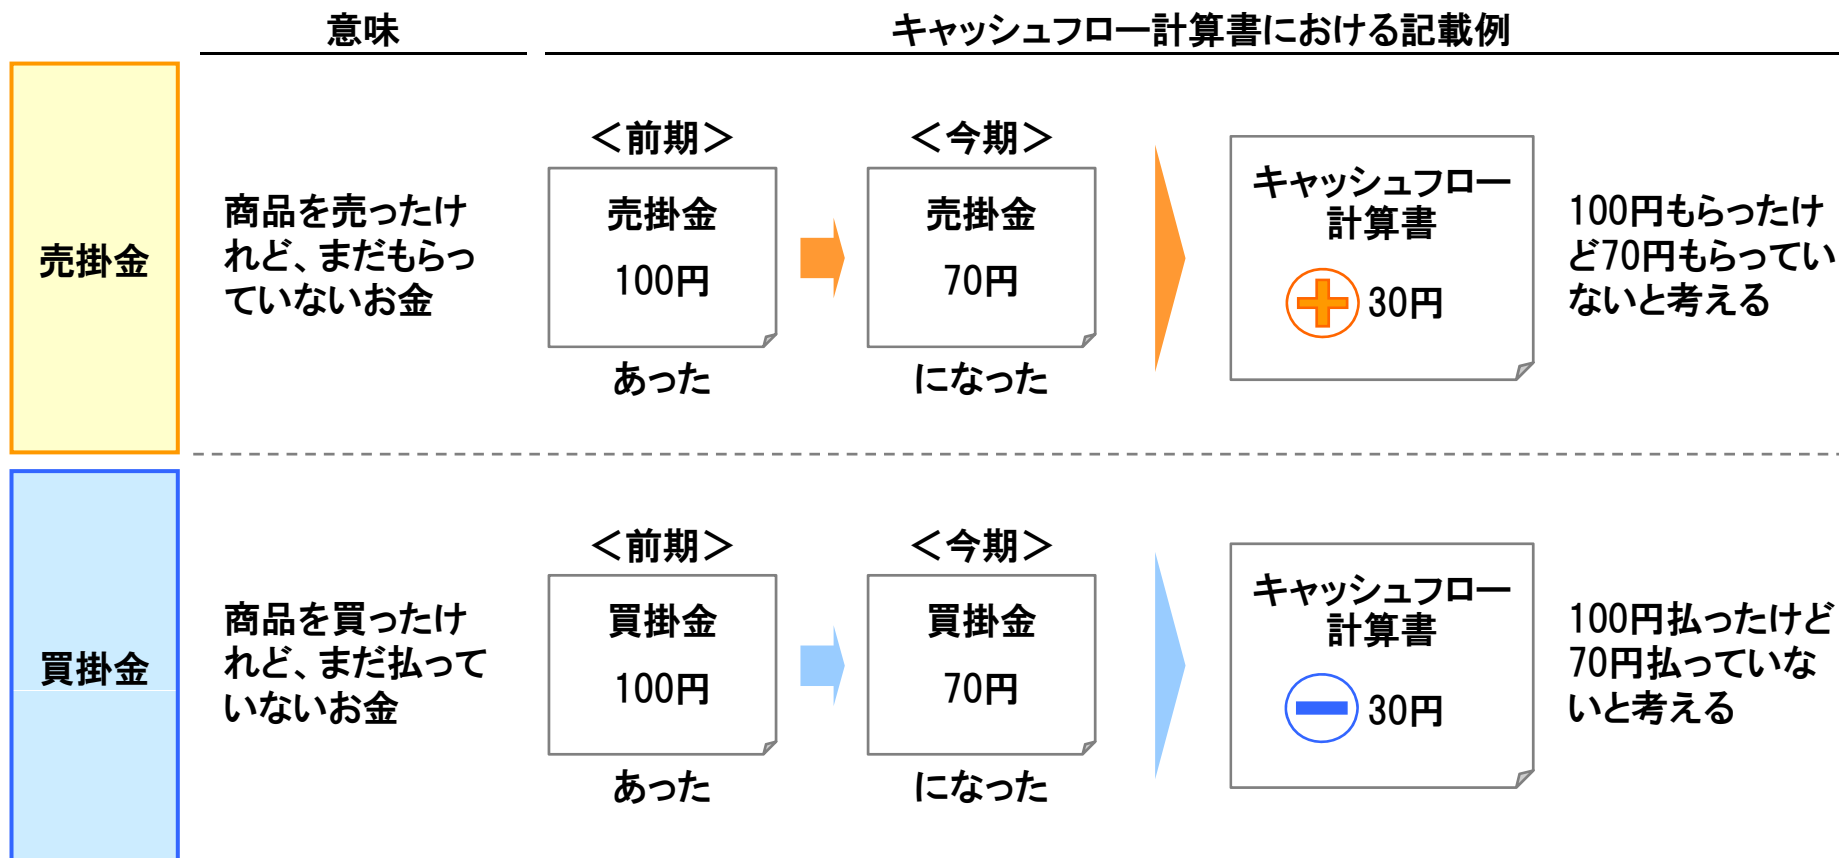 意味
キャッシュフロー計算書における記載例
売掛金
商品を売ったけ
れど、まだもらっ
ていないお金
＜前期＞
売掛金
100円
あった
＜今期＞
売掛金
70円
になった
キャッシュフロー
計算書
30円
100円もらったけ
ど70円もらってい
ないと考える
買掛金
商品を買ったけ
れど、まだ払って
いないお金
＜前期＞
買掛金
100円
あった
＜今期＞
買掛金
70円
になった
キャッシュフロー
計算書
30円
100円払ったけど
70円払っていな
いと考える